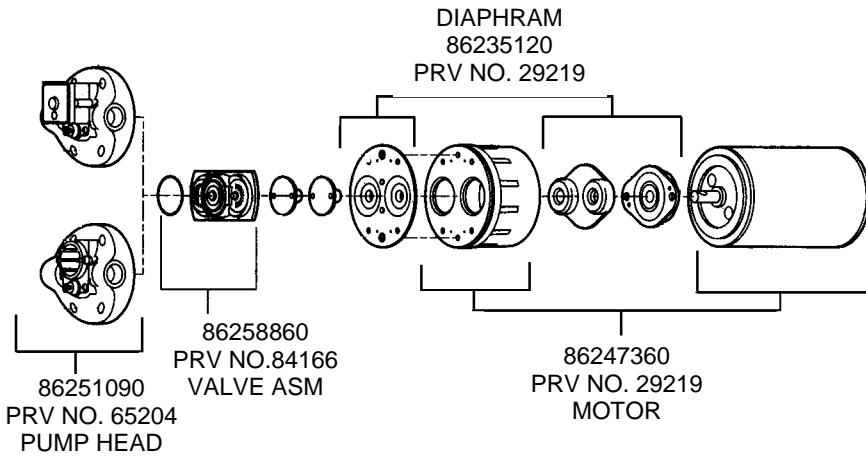 DIAPHRAM
86235120
PRV NO. 29219
86258860
PRV NO.84166
VALVE ASM
86247360
PRV NO. 29219
MOTOR
86251090
PRV NO. 65204
PUMP HEAD